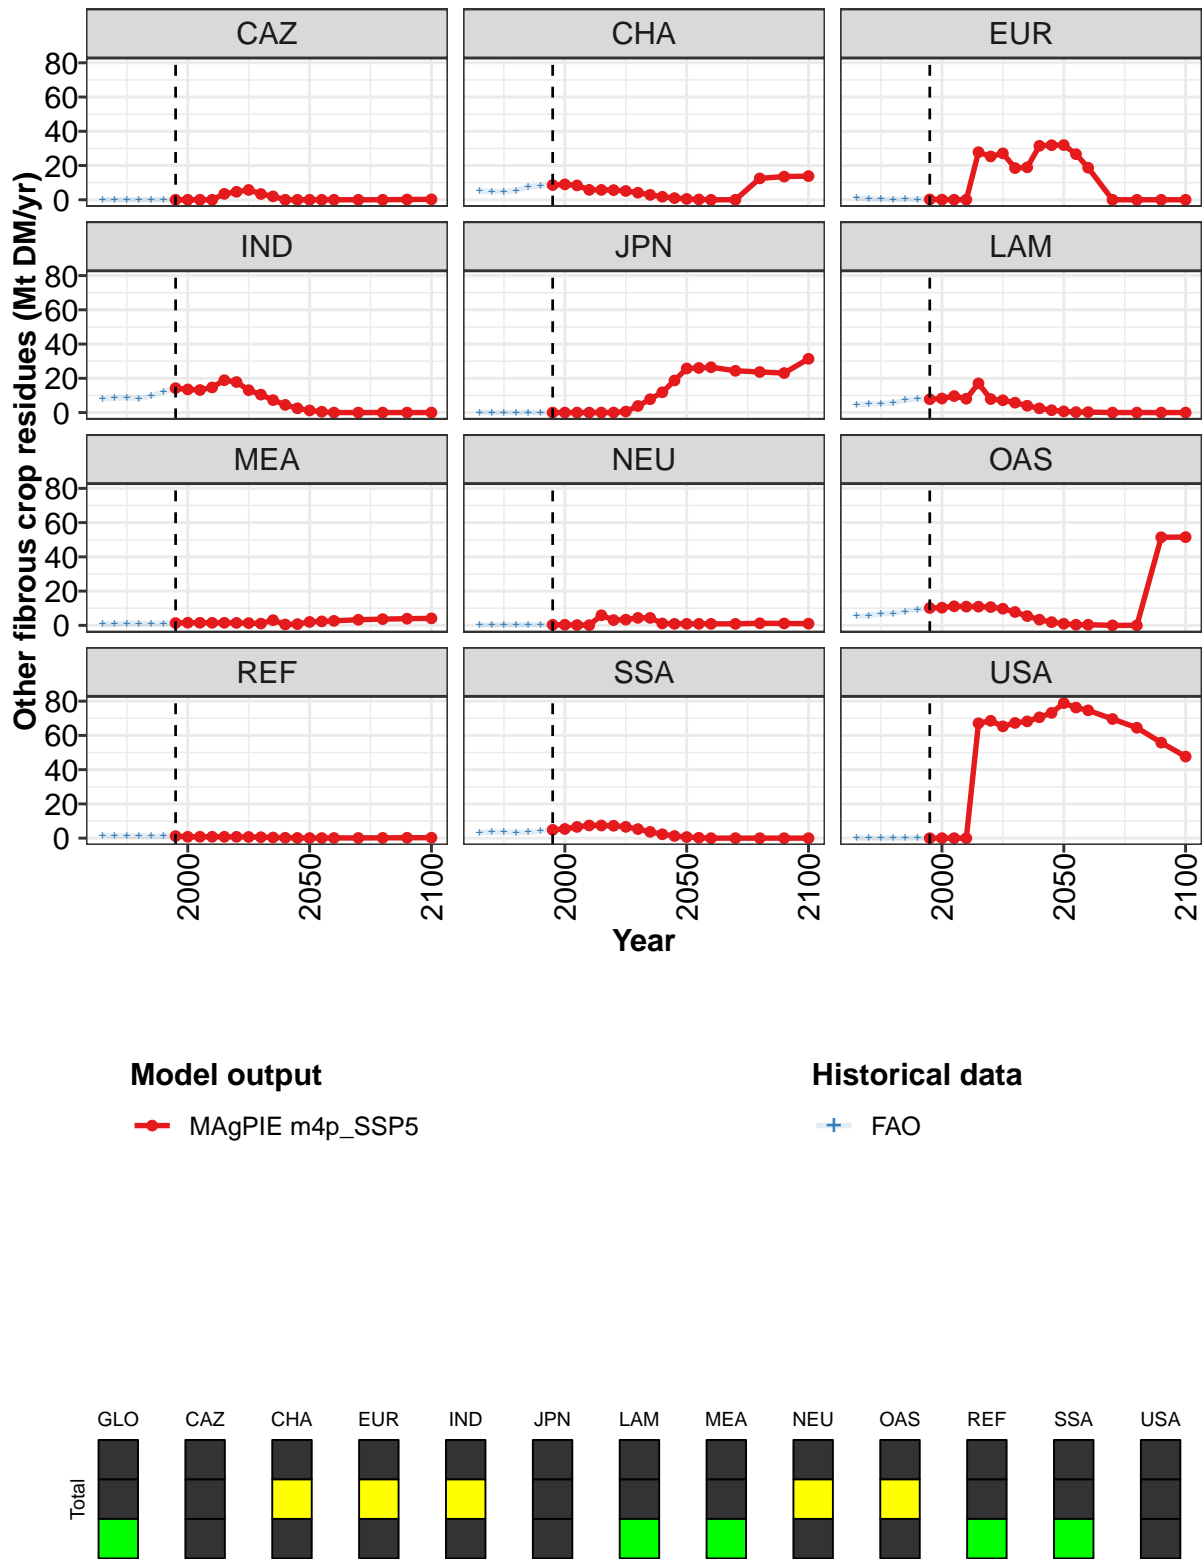 CAZ CHA EUR
80
60
40
20
0
IND JPN LAM
80
60
40
20
0
MEA NEU OAS
80
60
40
20
0
REF SSA USA
80
60
40
20
0
Other fibrous crop residues (Mt DM/yr)
2000 2050 2100 2000 2050 2100 2000 2050 2100
Year
Model output Historical data
MAgPIE m4p_SSP5 FAO
GLO CAZ CHA EUR IND JPN LAM MEA NEU OAS REF SSA USA
Total